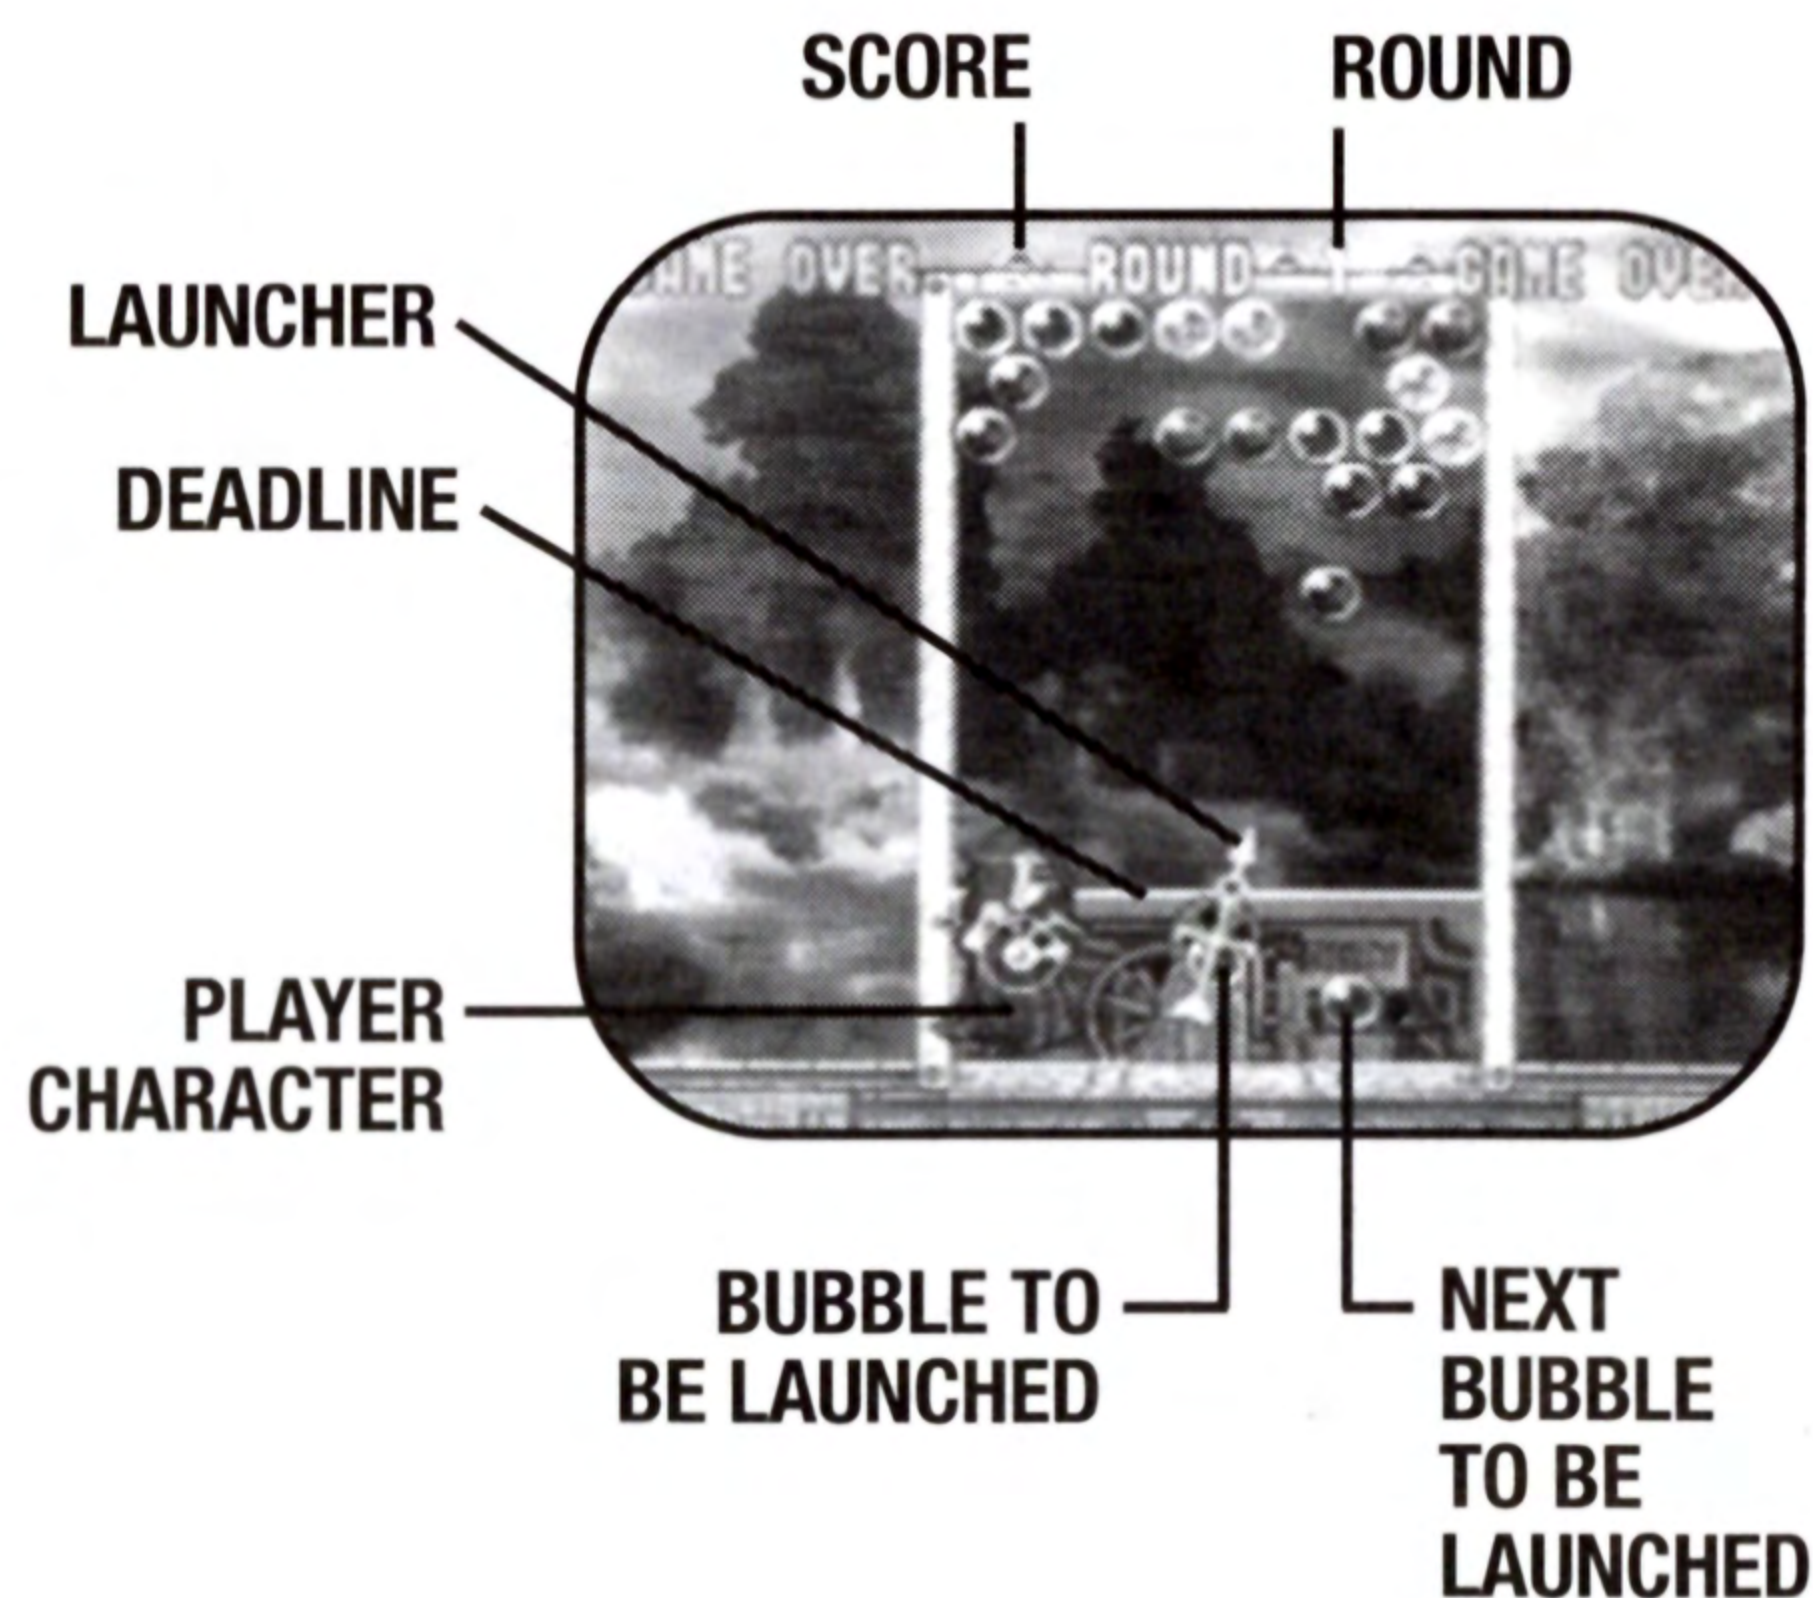 SCORE
ROUND
GAME OVER
ROUND 1
GAME OVER
LAUNCHER
DEADLINE
PLAYER
CHARACTER
BUBBLE TO
BE LAUNCHED
NEXT
BUBBLE
TO BE
LAUNCHED